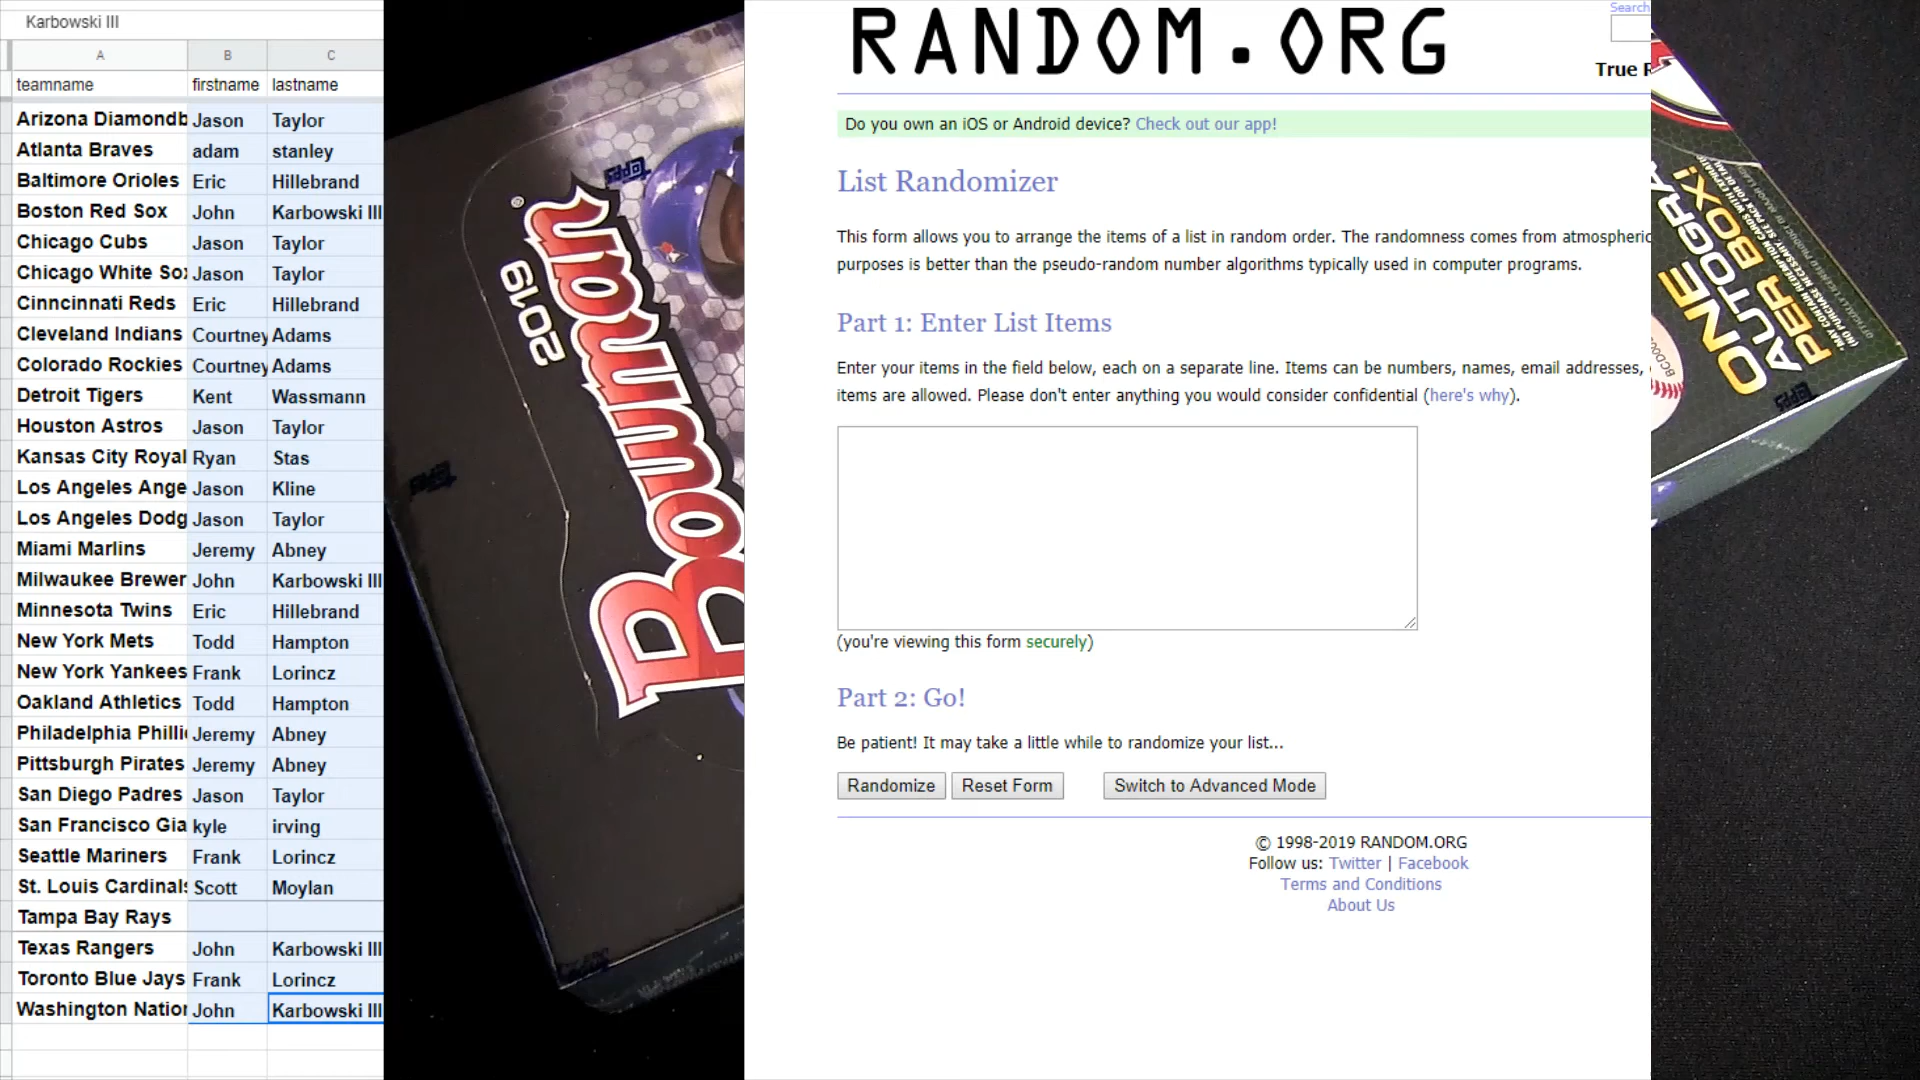 Karbowski III
A B C
teamname firstname lastname
Arizona Diamondb Jason Taylor
Atlanta Braves adam stanley
Baltimore Orioles Eric Hillebrand
Boston Red Sox John Karbowski III
Chicago Cubs Jason Taylor
Chicago White Sox Jason Taylor
Cinncinnati Reds Eric Hillebrand
Cleveland Indians Courtney Adams
Colorado Rockies Courtney Adams
Detroit Tigers Kent Wassmann
Houston Astros Jason Taylor
Kansas City Royal Ryan Stas
Los Angeles Ange Jason Kline
Los Angeles Dodg Jason Taylor
Miami Marlins Jeremy Abney
Milwaukee Brewer John Karbowski III
Minnesota Twins Eric Hillebrand
New York Mets Todd Hampton
New York Yankees Frank Lorincz
Oakland Athletics Todd Hampton
Philadelphia Philli Jeremy Abney
Pittsburgh Pirates Jeremy Abney
San Diego Padres Jason Taylor
San Francisco Gia kyle irving
Seattle Mariners Frank Lorincz
St. Louis Cardinals Scott Moylan
Tampa Bay Rays
Texas Rangers John Karbowski III
Toronto Blue Jays Frank Lorincz
Washington Nation John Karbowski III
topps
2019
Bowman
RANDOM.ORG
Search
True R
Do you own an iOS or Android device? Check out our app!
List Randomizer
This form allows you to arrange the items of a list in random order. The randomness comes from atmospheric
purposes is better than the pseudo-random number algorithms typically used in computer programs.
Part 1: Enter List Items
Enter your items in the field below, each on a separate line. Items can be numbers, names, email addresses,
items are allowed. Please don't enter anything you would consider confidential (here's why).
(you're viewing this form securely)
Part 2: Go!
Be patient! It may take a little while to randomize your list...
Randomize Reset Form Switch to Advanced Mode
© 1998-2019 RANDOM.ORG
Follow us: Twitter | Facebook
Terms and Conditions
About Us
ONE
AUTOGRA
PER BOX!